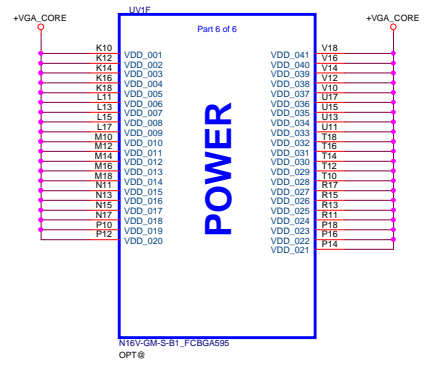 UV1F
+VGA_CORE
+VGA_CORE
Part 6 of 6
K10 VDD_001
K12 VDD_002
K14 VDD_003
K16 VDD_004
K18 VDD_005
L11 VDD_006
L13 VDD_007
L15 VDD_008
L17 VDD_009
M10 VDD_010
M12 VDD_011
M14 VDD_012
M16 VDD_013
M18 VDD_014
N11 VDD_015
N13 VDD_016
N15 VDD_017
N17 VDD_018
P10 VDD_019
P12 VDD_020
POWER
VDD_041 V18
VDD_040 V16
VDD_039 V14
VDD_038 V12
VDD_037 V10
VDD_036 U17
VDD_035 U15
VDD_034 U13
VDD_033 U11
VDD_032 T18
VDD_031 T16
VDD_030 T14
VDD_029 T12
VDD_028 T10
VDD_027 R17
VDD_026 R15
VDD_025 R13
VDD_024 R11
VDD_023 P18
VDD_022 P16
VDD_021 P14
N16V-GM-S-B1_FCBGA595
OPT@